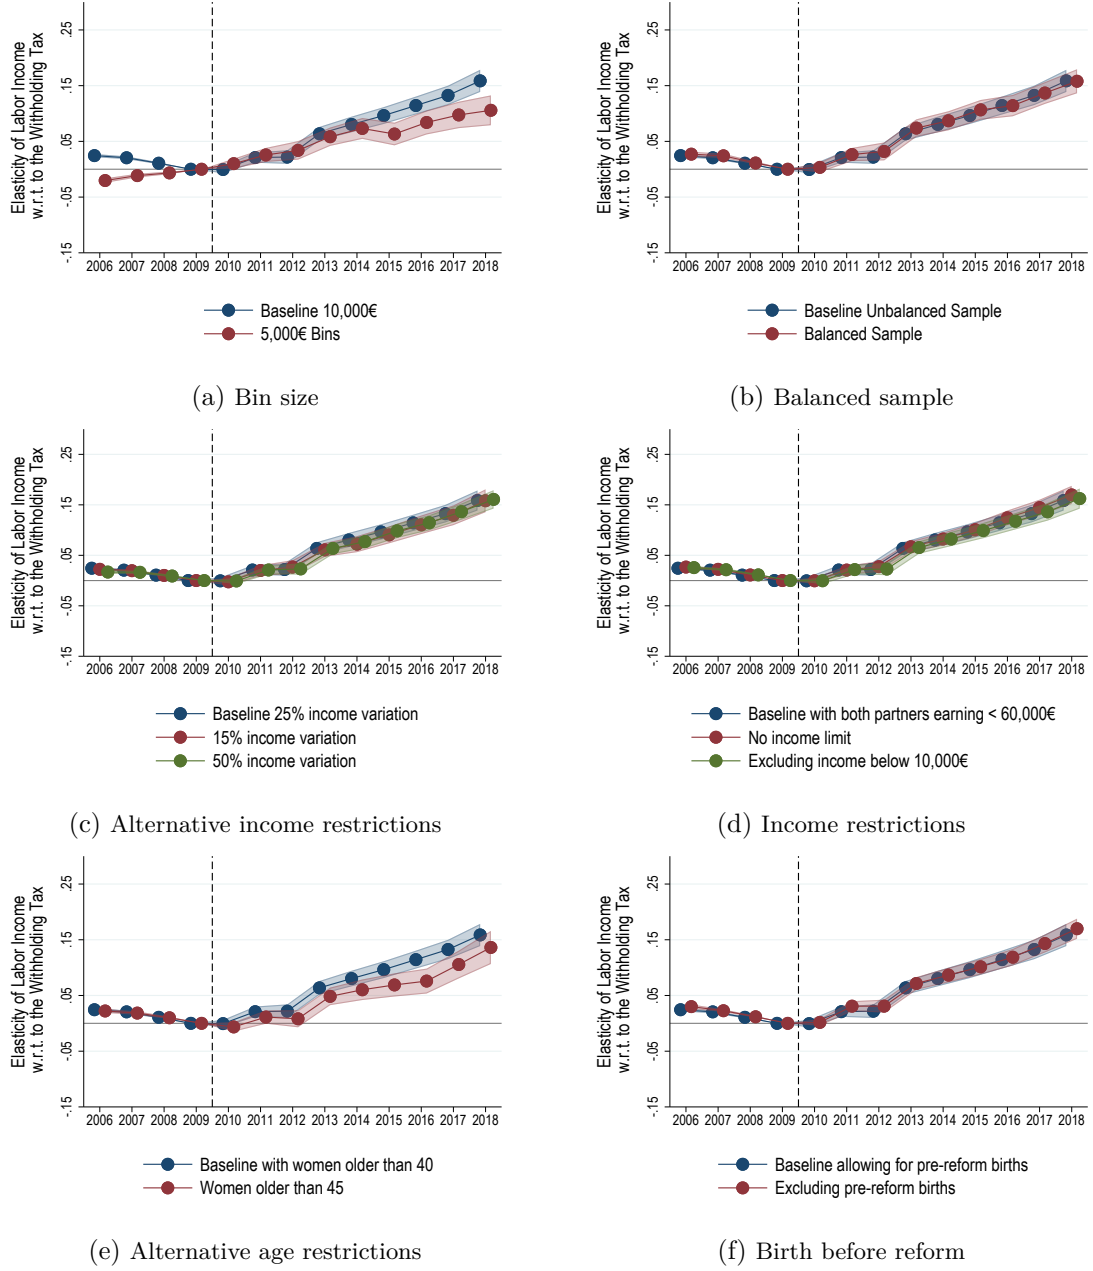 Elasticity of Labor Income
w.r.t. to the Withholding Tax
.25
.15
.05
-.05
-.15
2006 2007 2008 2009 2010 2011 2012 2013 2014 2015 2016 2017 2018
Baseline 10,000€
5,000€ Bins
(a) Bin size
Elasticity of Labor Income
w.r.t. to the Withholding Tax
.25
.15
.05
-.05
-.15
2006 2007 2008 2009 2010 2011 2012 2013 2014 2015 2016 2017 2018
Baseline Unbalanced Sample
Balanced Sample
(b) Balanced sample
Elasticity of Labor Income
w.r.t. to the Withholding Tax
.25
.15
.05
-.05
-.15
2006 2007 2008 2009 2010 2011 2012 2013 2014 2015 2016 2017 2018
Baseline 25% income variation
15% income variation
50% income variation
(c) Alternative income restrictions
Elasticity of Labor Income
w.r.t. to the Withholding Tax
.25
.15
.05
-.05
-.15
2006 2007 2008 2009 2010 2011 2012 2013 2014 2015 2016 2017 2018
Baseline with both partners earning < 60,000€
No income limit
Excluding income below 10,000€
(d) Income restrictions
Elasticity of Labor Income
w.r.t. to the Withholding Tax
.25
.15
.05
-.05
-.15
2006 2007 2008 2009 2010 2011 2012 2013 2014 2015 2016 2017 2018
Baseline with women older than 40
Women older than 45
(e) Alternative age restrictions
Elasticity of Labor Income
w.r.t. to the Withholding Tax
.25
.15
.05
-.05
-.15
2006 2007 2008 2009 2010 2011 2012 2013 2014 2015 2016 2017 2018
Baseline allowing for pre-reform births
Excluding pre-reform births
(f) Birth before reform